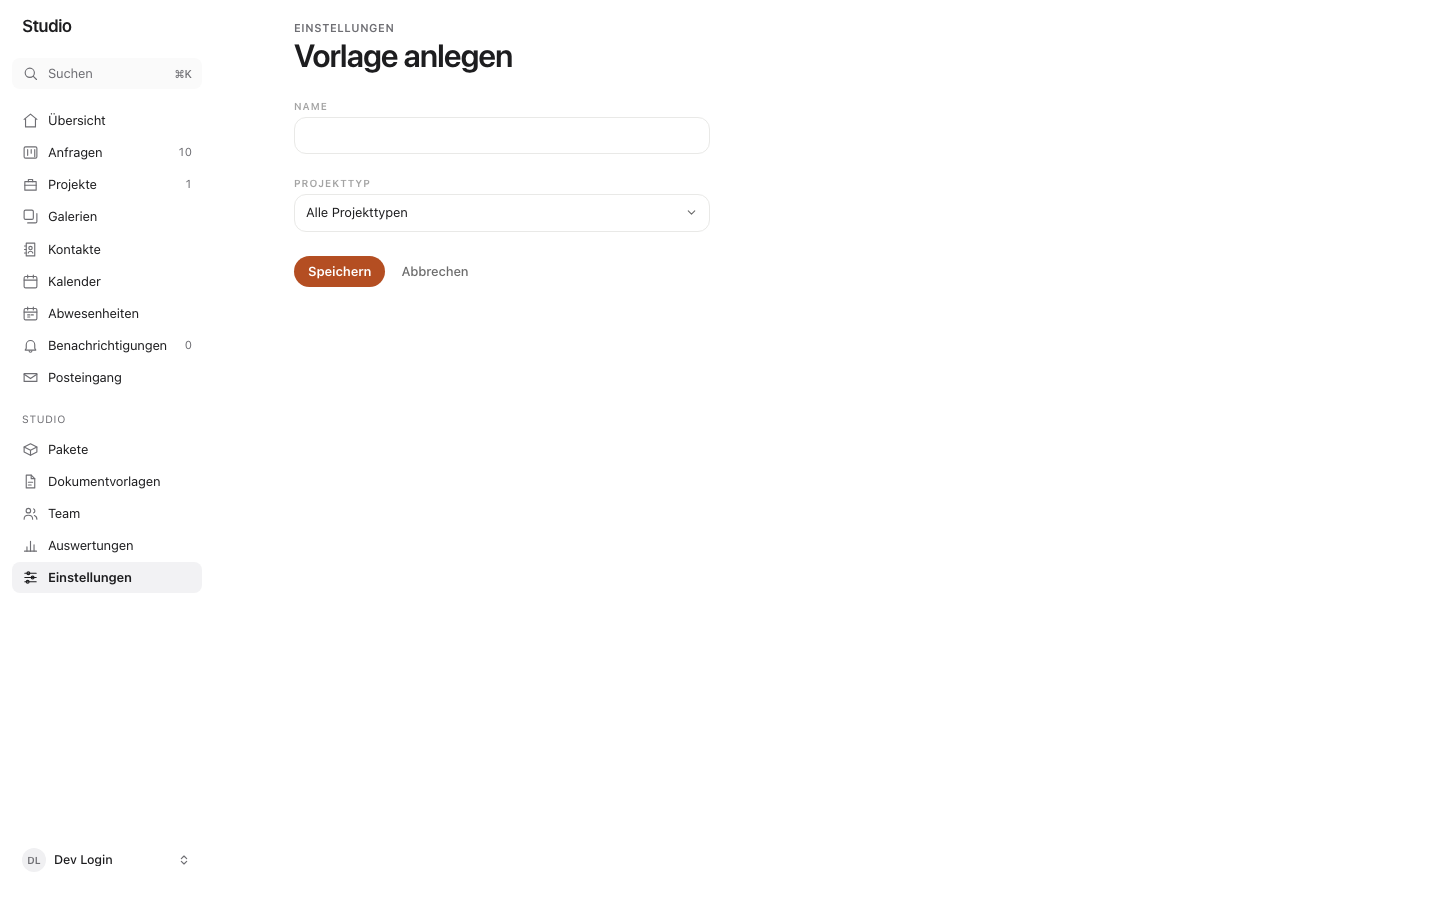 Studio
Suchen ⌘K
Übersicht
Anfragen 10
Projekte 1
Galerien
Kontakte
Kalender
Abwesenheiten
Benachrichtigungen 0
Posteingang
STUDIO
Pakete
Dokumentvorlagen
Team
Auswertungen
Einstellungen
DL Dev Login
EINSTELLUNGEN
Vorlage anlegen
NAME
PROJEKTTYP
Alle Projekttypen
Speichern Abbrechen